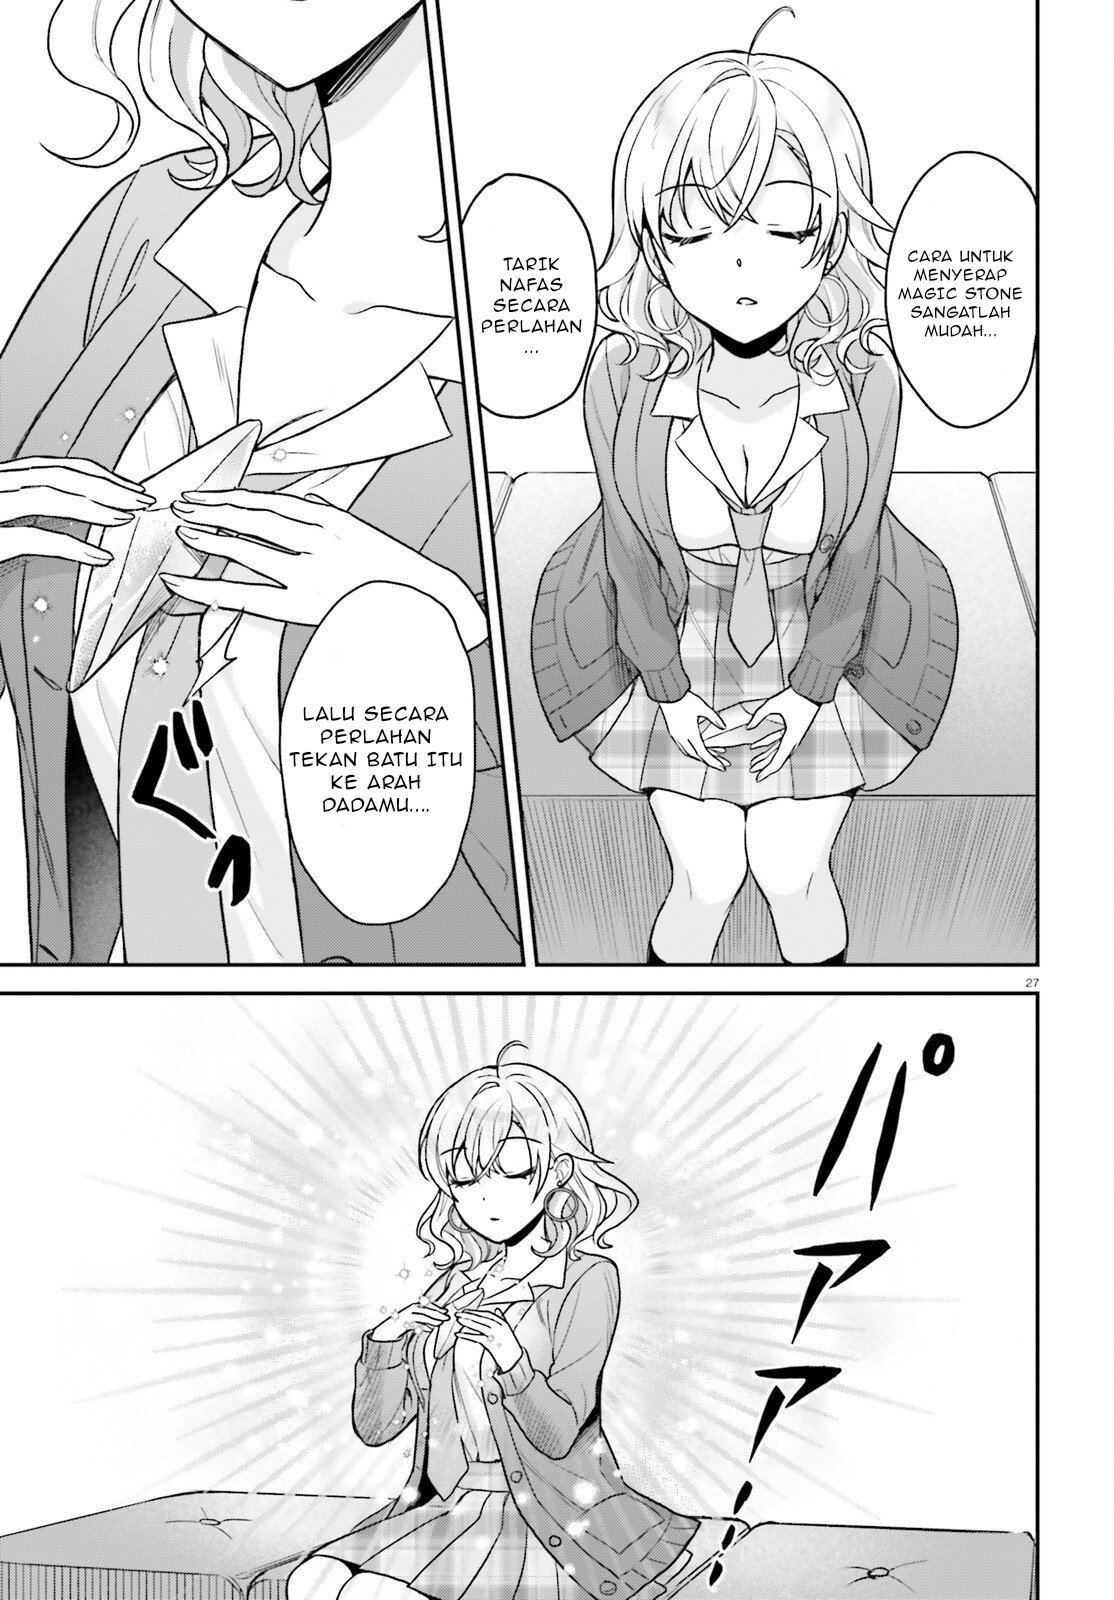 CARA UNTUK
MENYERAP
MAGIC STONE
SANGATLAH
MUDAH...
TARIK
NAFAS
SECARA
PERLAHAN
...
LALU SECARA
PERLAHAN
TEKAN BATU ITU
KE ARAH
DADAMU....
ぐっ
27
パアアア